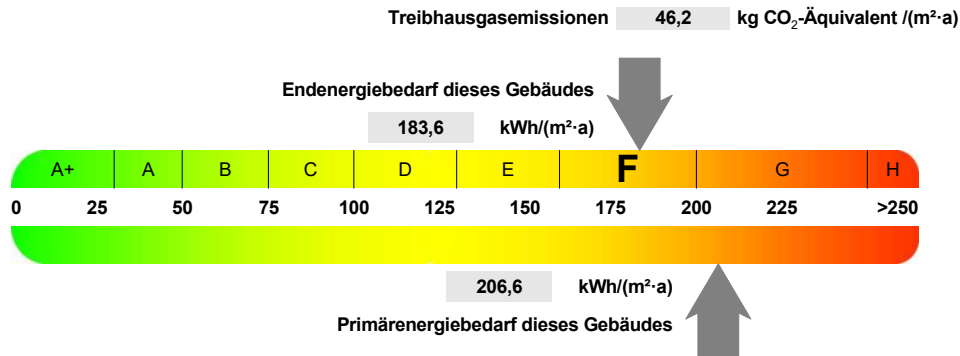 Treibhausgasemissionen 46,2 kg CO₂-Äquivalent /(m²·a)
Endenergiebedarf dieses Gebäudes
183,6 kWh/(m²·a)
A+ A B C D E F G H
0 25 50 75 100 125 150 175 200 225 >250
206,6 kWh/(m²·a)
Primärenergiebedarf dieses Gebäudes